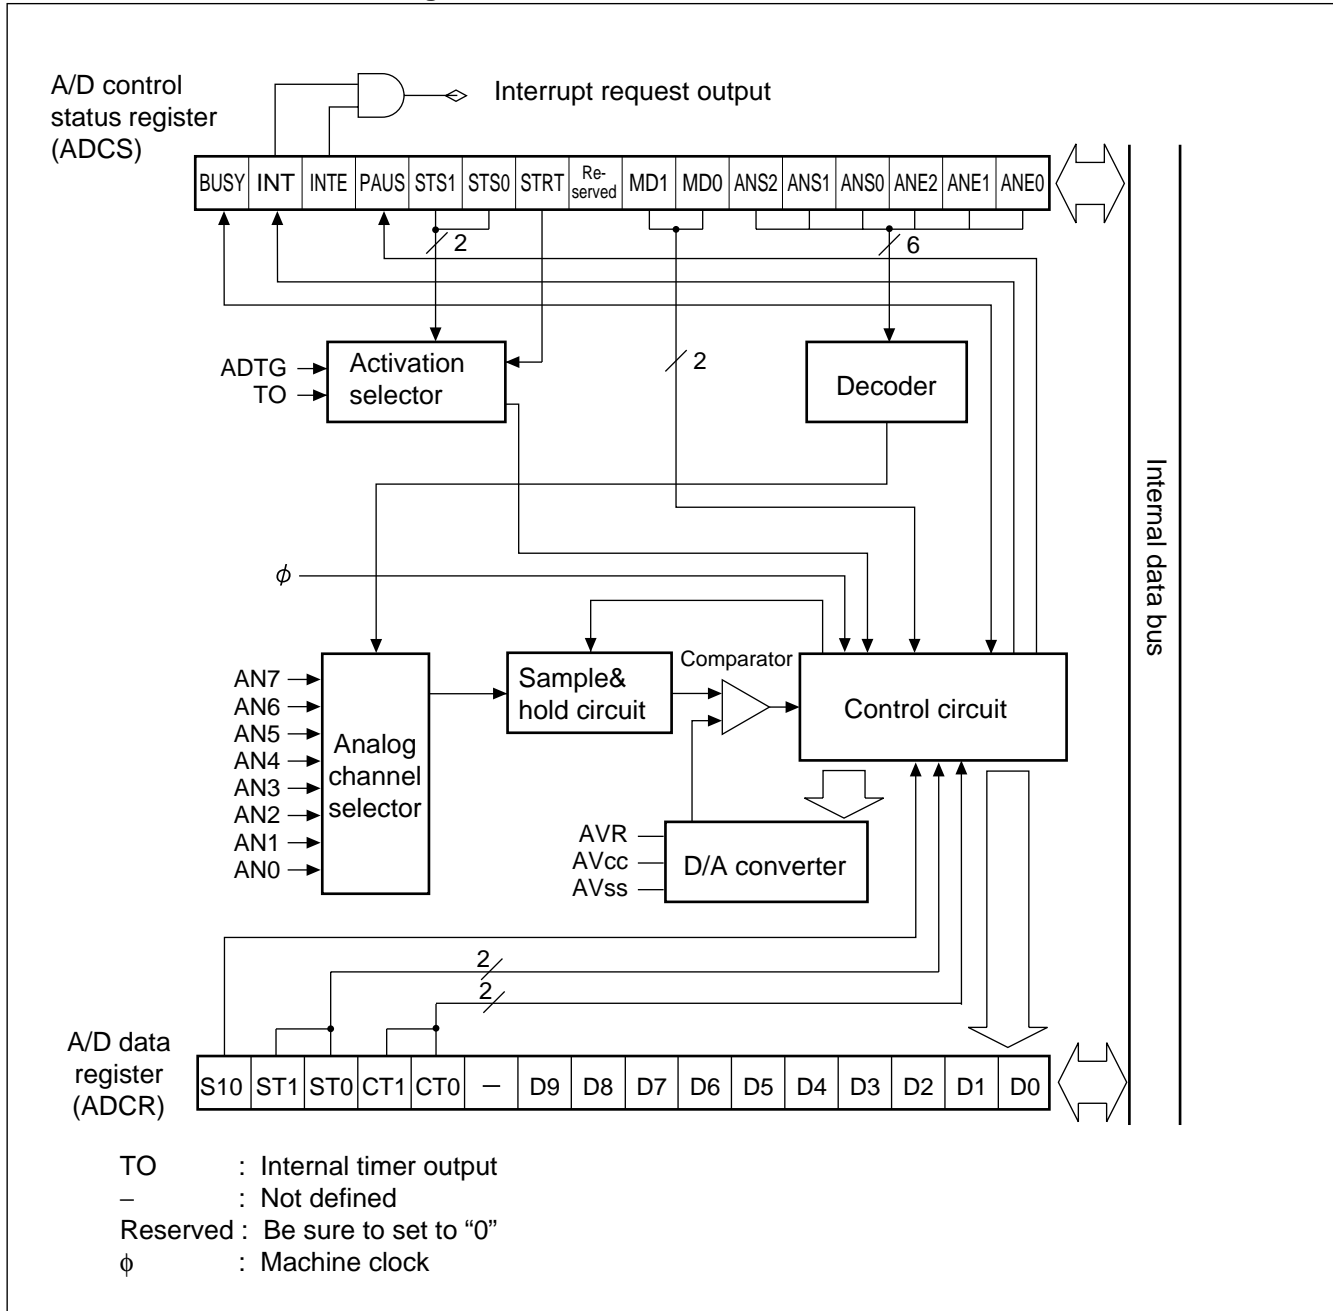 A/D control
status register
(ADCS)
Interrupt request output
BUSY INT INTE PAUS STS1 STS0 STRT Re-served MD1 MD0 ANS2 ANS1 ANS0 ANE2 ANE1 ANE0
2
6
2
ADTG
TO
Activation
selector
Decoder
Internal data bus
ϕ
AN7
AN6
AN5
AN4
AN3
AN2
AN1
AN0
Analog
channel
selector
Sample&
hold circuit
Comparator
Control circuit
AVR
AVcc
AVss
D/A converter
2
2
A/D data
register
(ADCR)
S10 ST1 ST0 CT1 CT0 – D9 D8 D7 D6 D5 D4 D3 D2 D1 D0
TO : Internal timer output
– : Not defined
Reserved : Be sure to set to “0”
ϕ : Machine clock